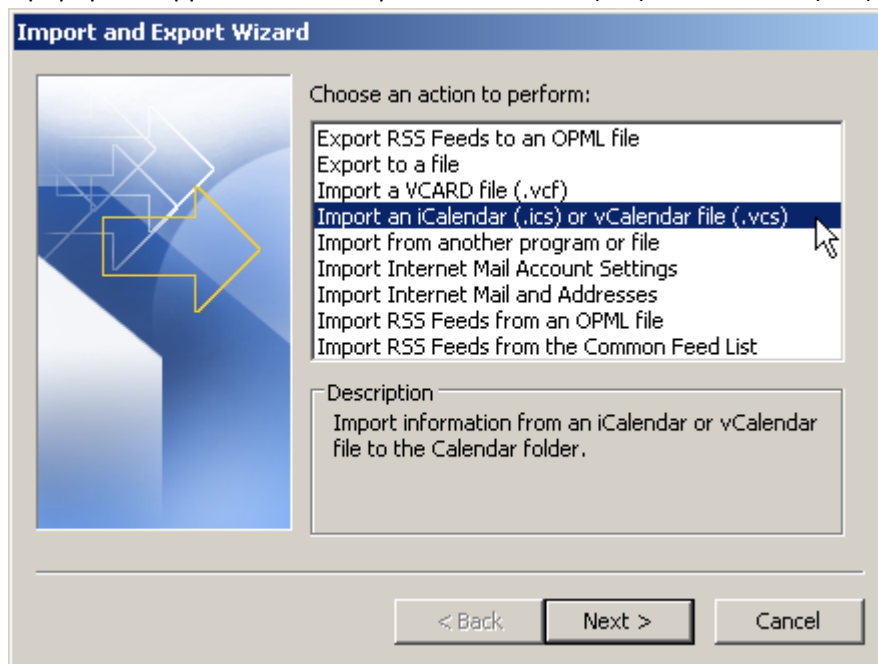 Import and Export Wizard
Choose an action to perform:
Export RSS Feeds to an OPML file
Export to a file
Import a VCARD file (.vcf)
Import an iCalendar (.ics) or vCalendar file (.vcs)
Import from another program or file
Import Internet Mail Account Settings
Import Internet Mail and Addresses
Import RSS Feeds from an OPML file
Import RSS Feeds from the Common Feed List
Description
Import information from an iCalendar or vCalendar
file to the Calendar folder.
< Back
Next >
Cancel